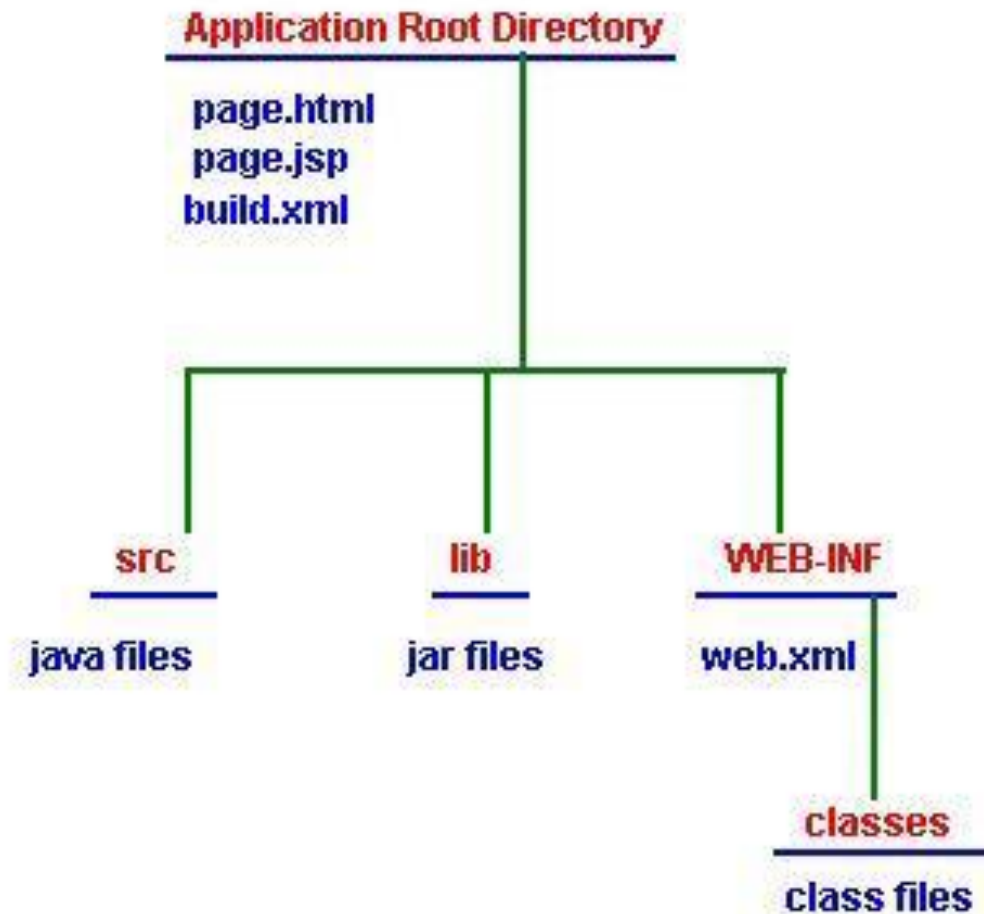 Application Root Directory
page.html
page.jsp
build.xml
src
lib
WEB-INF
java files
jar files
web.xml
classes
class files